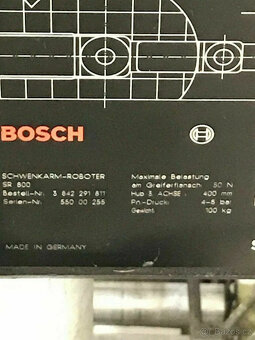 BOSCH
SCHWENKARM-ROBOTER
SR 800
Bestell-Nr. 3 842 291 811
Serien-Nr. 550 00 255
Maximale Belastung
am Greiferflansch 50 N
Hub 3. ACHSE 400 mm
Pn.-Druck 4-6 bar
Gewicht 100 kg
MADE IN GERMANY